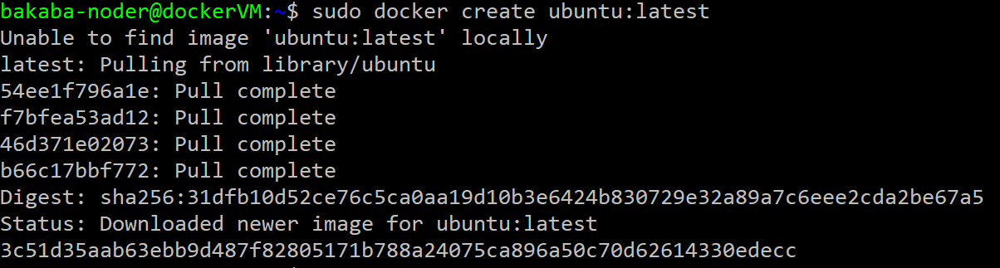 bakaba-noder@dockerVM:~$ sudo docker create ubuntu:latest
Unable to find image 'ubuntu:latest' locally
latest: Pulling from library/ubuntu
54ee1f796a1e: Pull complete
f7bfea53ad12: Pull complete
46d371e02073: Pull complete
b66c17bbf772: Pull complete
Digest: sha256:31dfb10d52ce76c5ca0aa19d10b3e6424b830729e32a89a7c6eee2cda2be67a5
Status: Downloaded newer image for ubuntu:latest
3c51d35aab63ebb9d487f82805171b788a24075ca896a50c70d62614330edecc